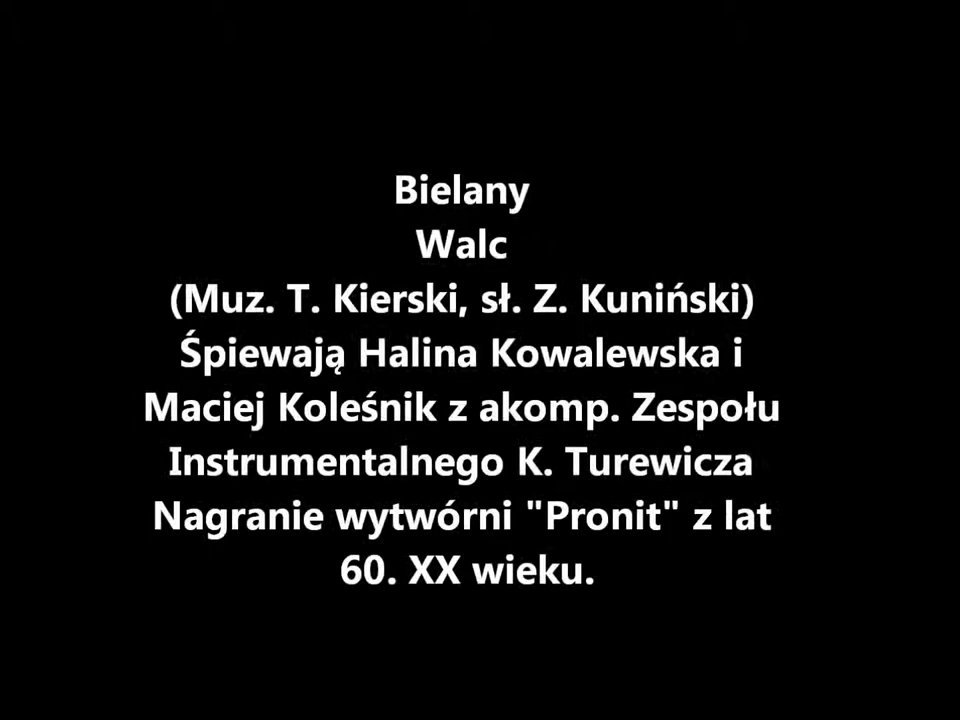 Bielany
Walc
(Muz. T. Kierski, sł. Z. Kuniński)
Śpiewają Halina Kowalewska i
Maciej Koleśnik z akomp. Zespołu
Instrumentalnego K. Turewicza
Nagranie wytwórni "Pronit" z lat
60. XX wieku.